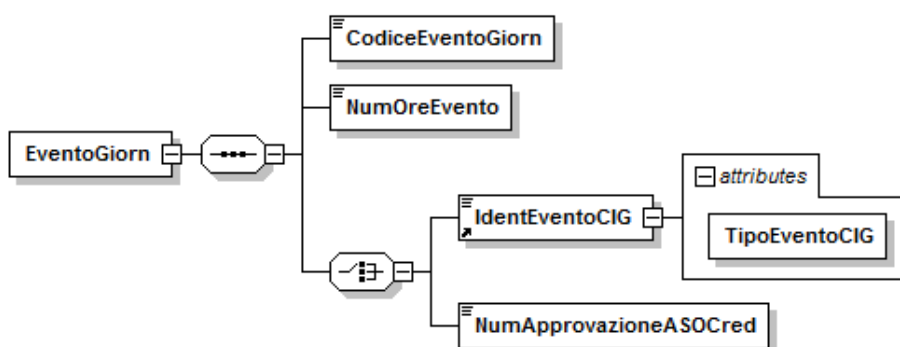 CodiceEventoGiorn
NumOreEvento
EventoGiorn
attributes
IdentEventoCIG
TipoEventoCIG
NumApprovazioneASOCred